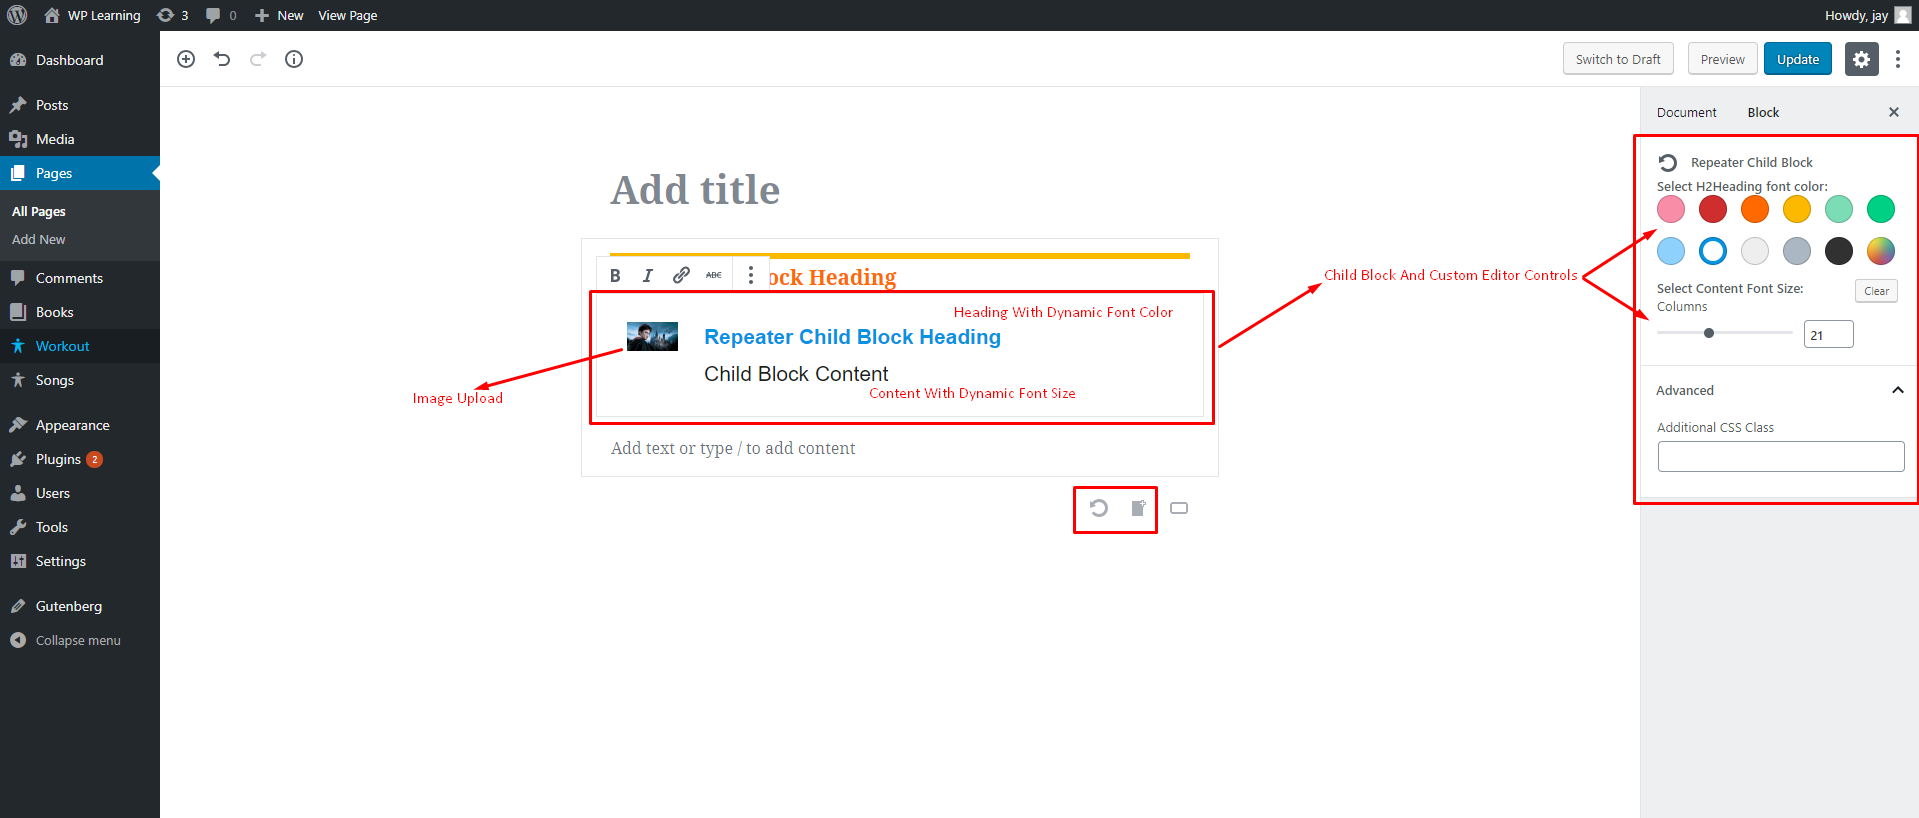 WP Learning
3
0
New
View Page
Howdy, jay
Dashboard
Posts
Media
Pages
All Pages
Add New
Comments
Books
Workout
Songs
Appearance
Plugins 2
Users
Tools
Settings
Gutenberg
Collapse menu
Switch to Draft
Preview
Update
Add title
B I ABC
ock Heading
Heading With Dynamic Font Color
Repeater Child Block Heading
Child Block Content
Content With Dynamic Font Size
Image Upload
Add text or type / to add content
Child Block And Custom Editor Controls
Document
Block
Repeater Child Block
Select H2Heading font color:
Select Content Font Size:
Clear
Columns
21
Advanced
Additional CSS Class